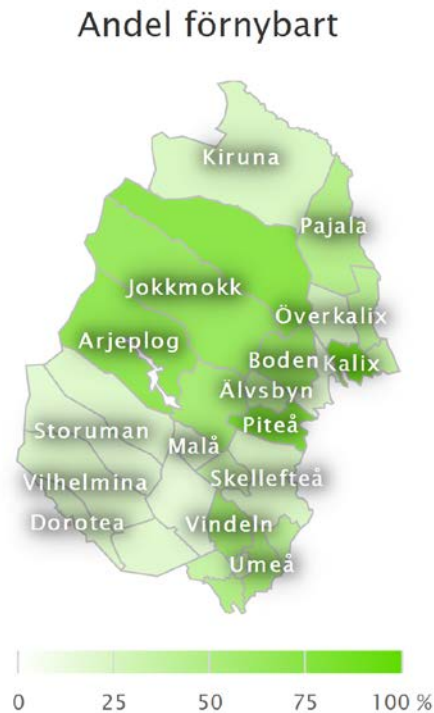 Andel förnybart
Kiruna
Pajala
Jokkmokk
Överkalix
Arjeplog
Boden Kalix
Älvsbyn
Storuman
Piteå
Malå
Vilhelmina
Skellefteå
Dorotea
Vindeln
Umeå
0 25 50 75 100 %